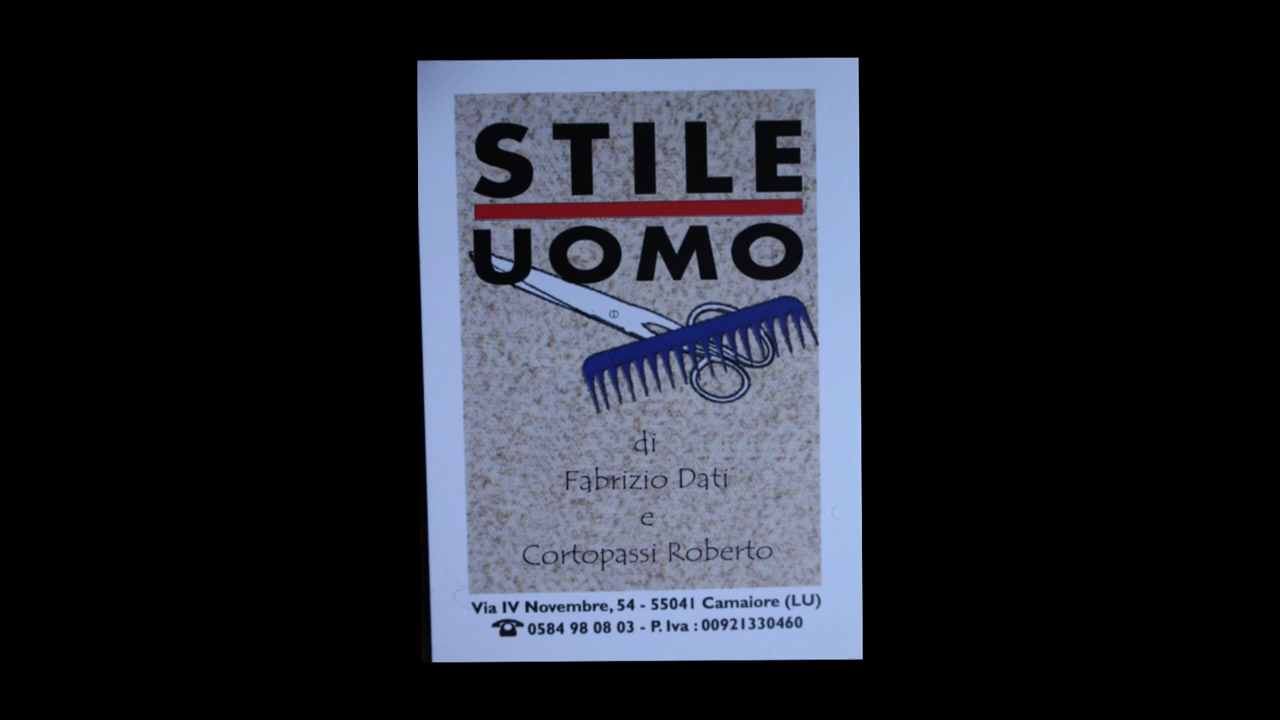 STILE
UOMO
di
Fabrizio Dati
e
Cortopassi Roberto
Via IV Novembre, 54 - 55041 Camaiore (LU)
☎ 0584 98 08 03 - P. Iva : 00921330460